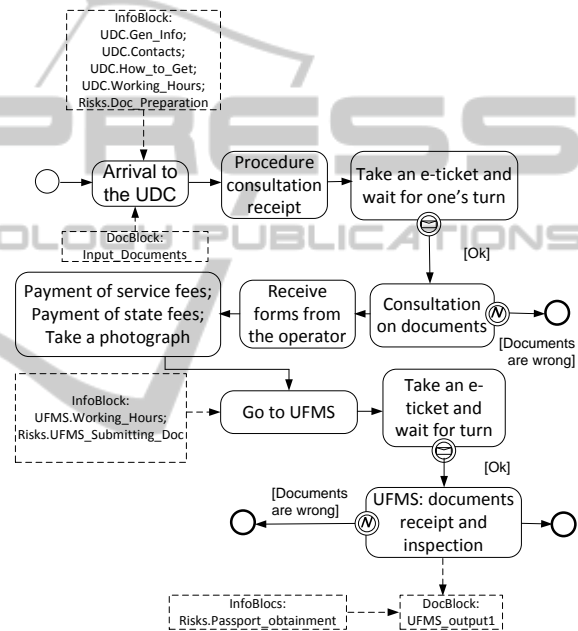 InfoBlock:
UDC.Gen_Info;
UDC.Contacts;
UDC.How_to_Get;
UDC.Working_Hours;
Risks.Doc_Preparation
PRESS
OLOGY PUBLICATIONS
Arrival to
the UDC
Procedure
consultation
receipt
Take an e-ticket and
wait for one's turn
DocBlock:
Input_Documents
[Ok]
Payment of service fees;
Payment of state fees;
Take a photograph
Receive
forms from
the operator
Consultation
on documents
[Documents
are wrong]
InfoBlock:
UFMS.Working_Hours;
Risks.UFMS_Submitting_Doc
Go to UFMS
Take an e-
ticket and
wait for turn
[Ok]
[Documents
are wrong]
UFMS: documents
receipt and
inspection
InfoBlocs:
Risks.Passport_obtainment
DocBlock:
UFMS_output1